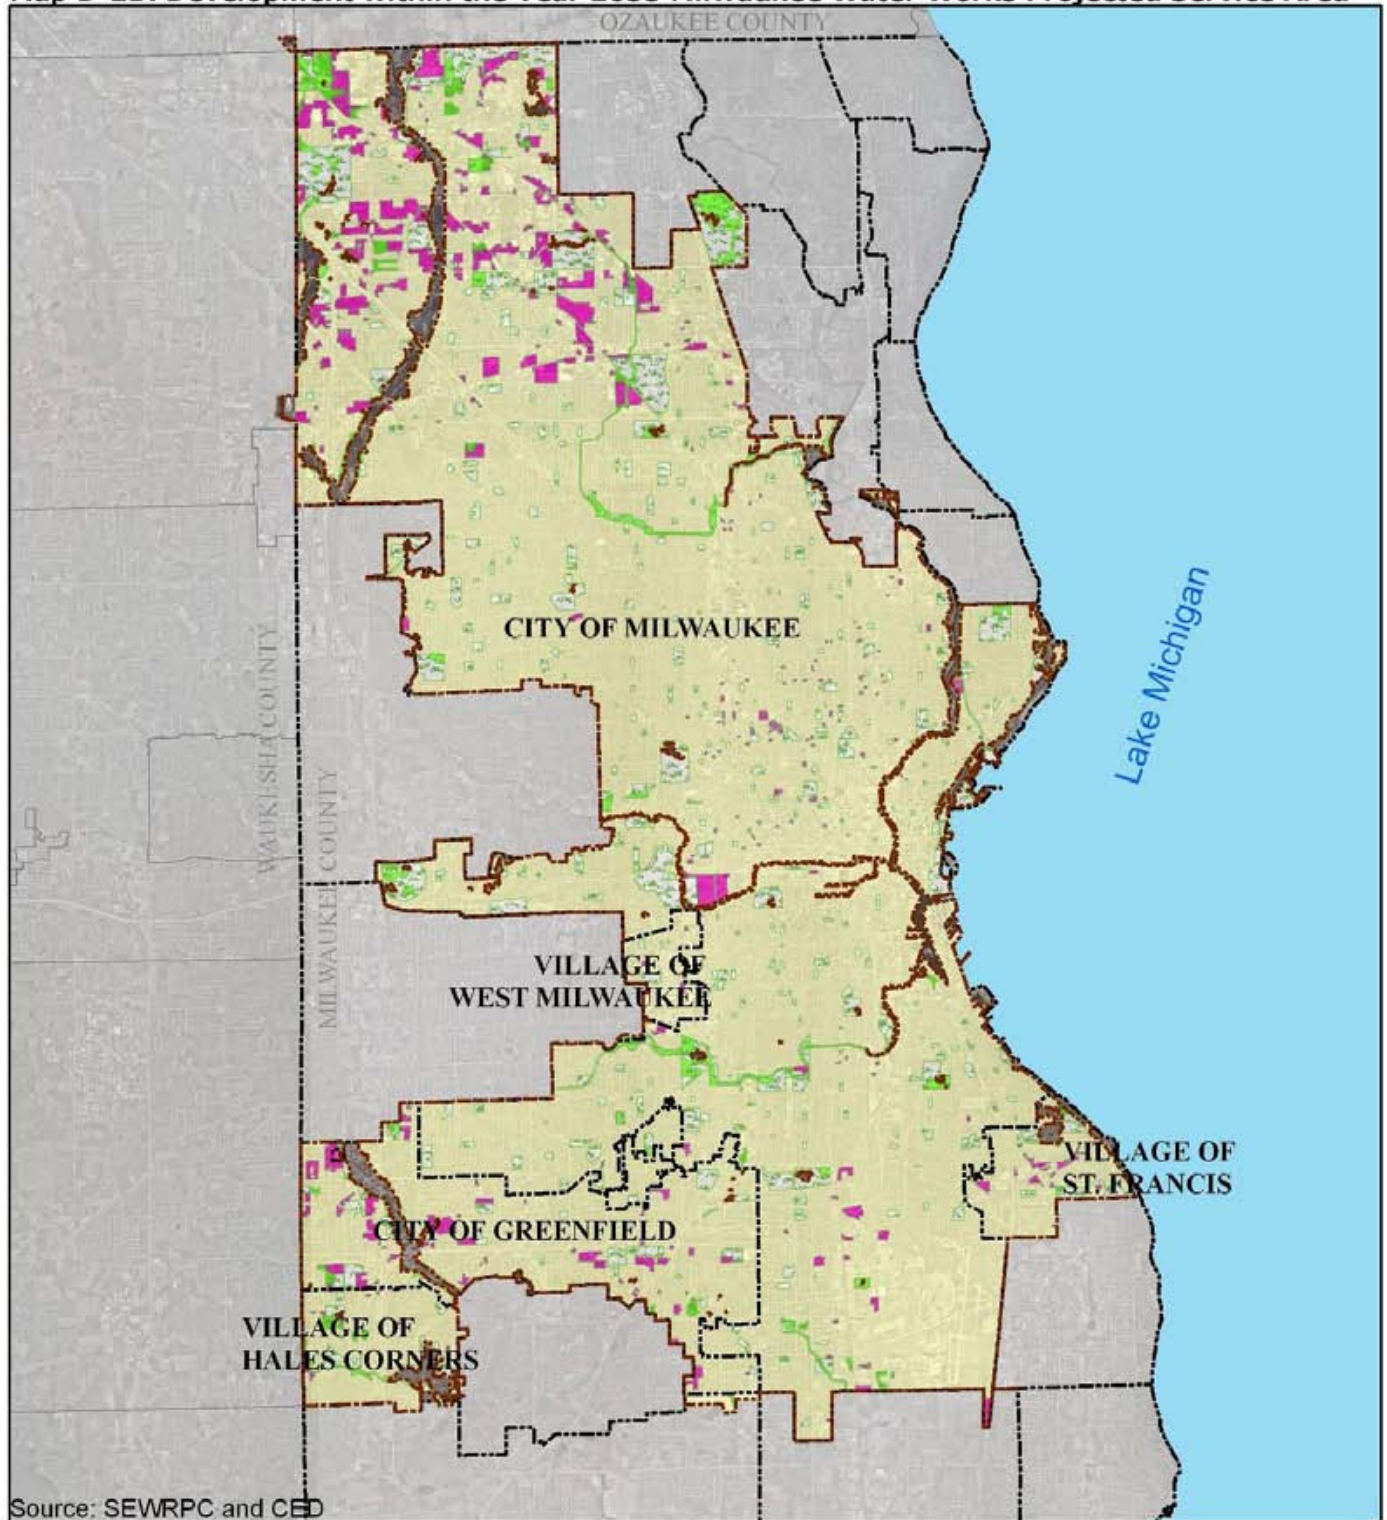 OZAUKEE COUNTY
CITY OF MILWAUKEE
Lake Michigan
WAUKESHA COUNTY
MILWAUKEE COUNTY
VILLAGE OF
WEST MILWAUKEE
VILLAGE OF
ST. FRANCIS
CITY OF GREENFIELD
VILLAGE OF
HALES CORNERS
Source: SEWRPC and CED